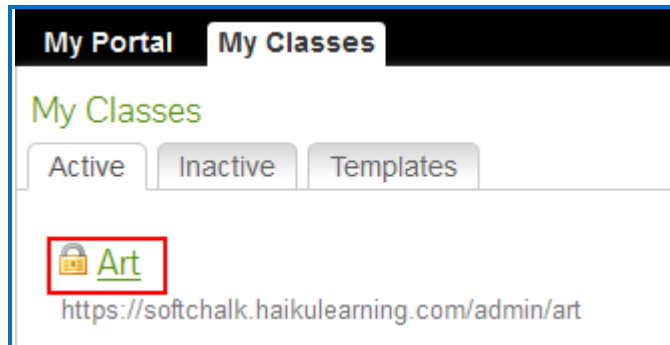 My Portal My Classes
My Classes
Active Inactive Templates
Art
https://softchalk.haikulearning.com/admin/art